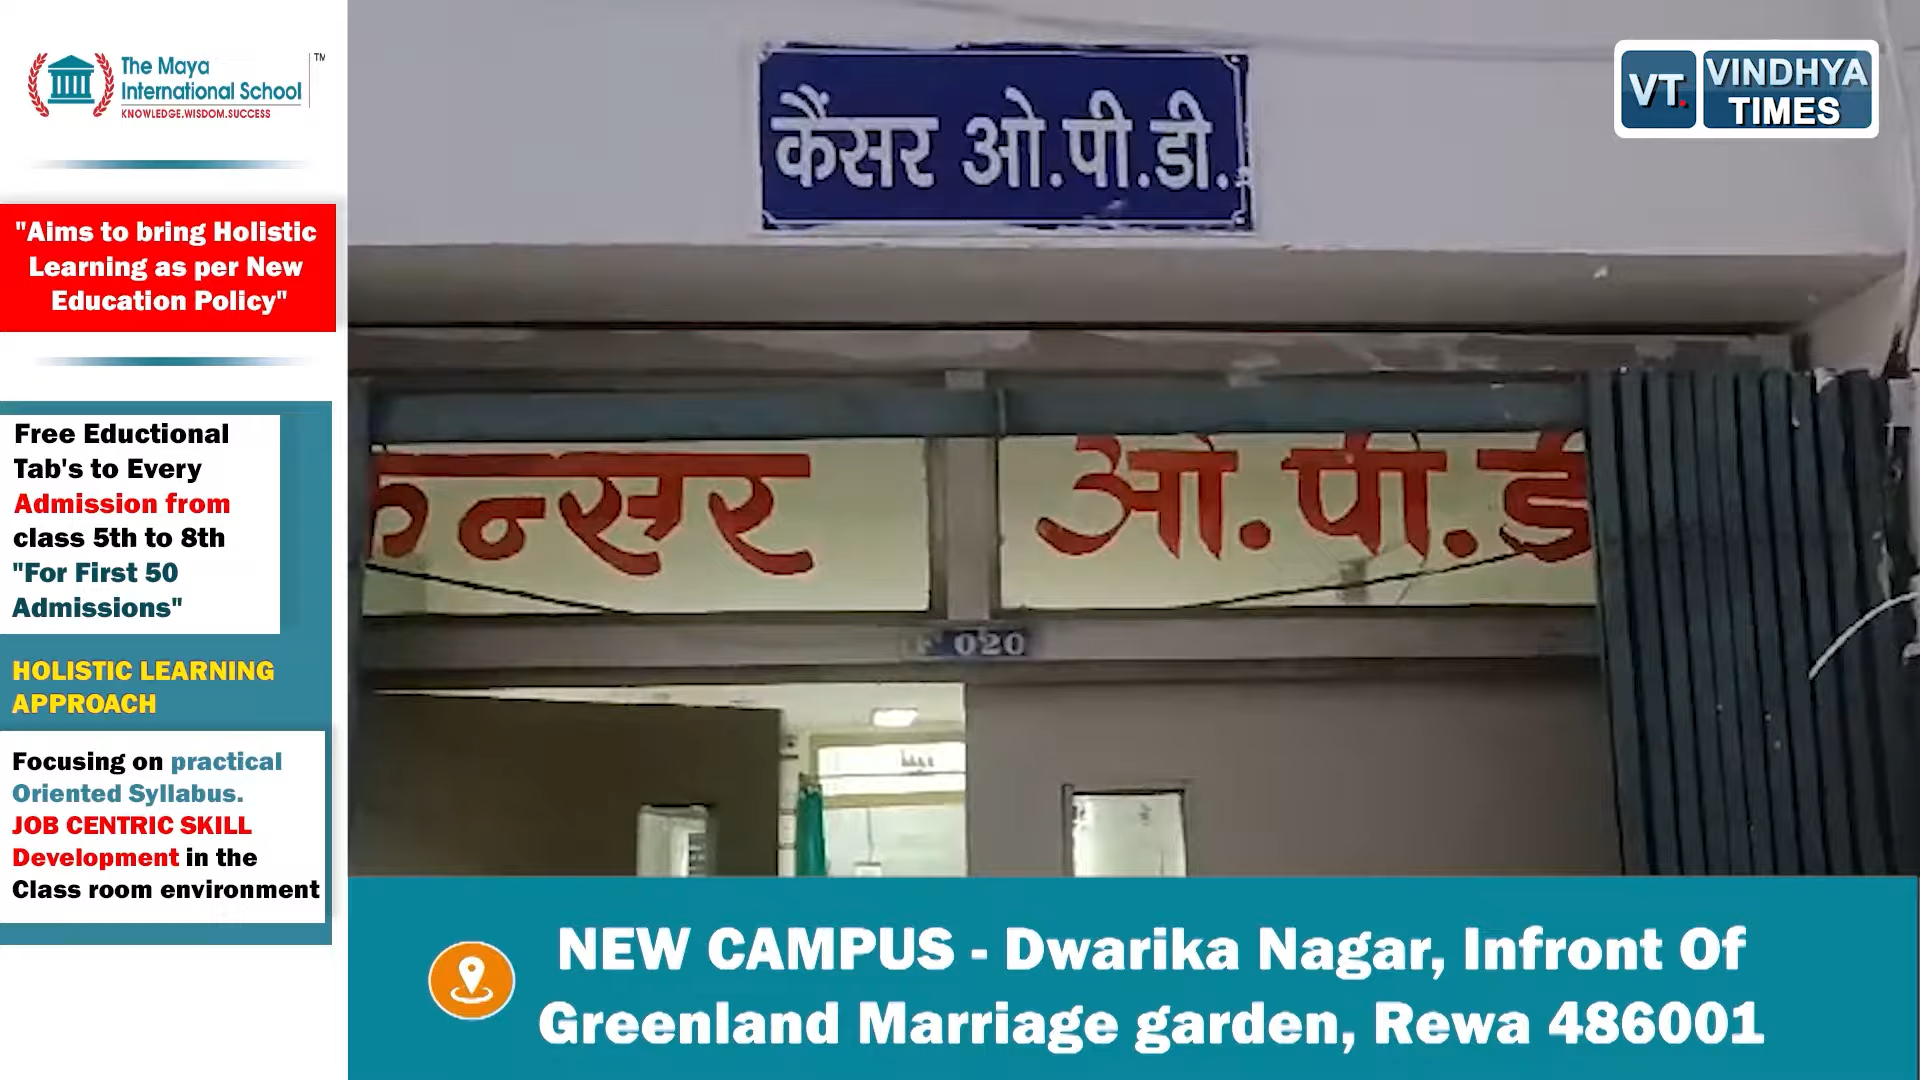 The Maya
International School
TM
KNOWLEDGE.WISDOM.SUCCESS
"Aims to bring Holistic
Learning as per New
Education Policy"
Free Eductional
Tab's to Every
Admission from
class 5th to 8th
"For First 50
Admissions"
HOLISTIC LEARNING
APPROACH
Focusing on practical
Oriented Syllabus.
JOB CENTRIC SKILL
Development in the
Class room environment
कैंसर ओ.पी.डी.
VT.
VINDHYA
TIMES
कन्सर ओ.पी.डी
020
NEW CAMPUS - Dwarika Nagar, Infront Of
Greenland Marriage garden, Rewa 486001